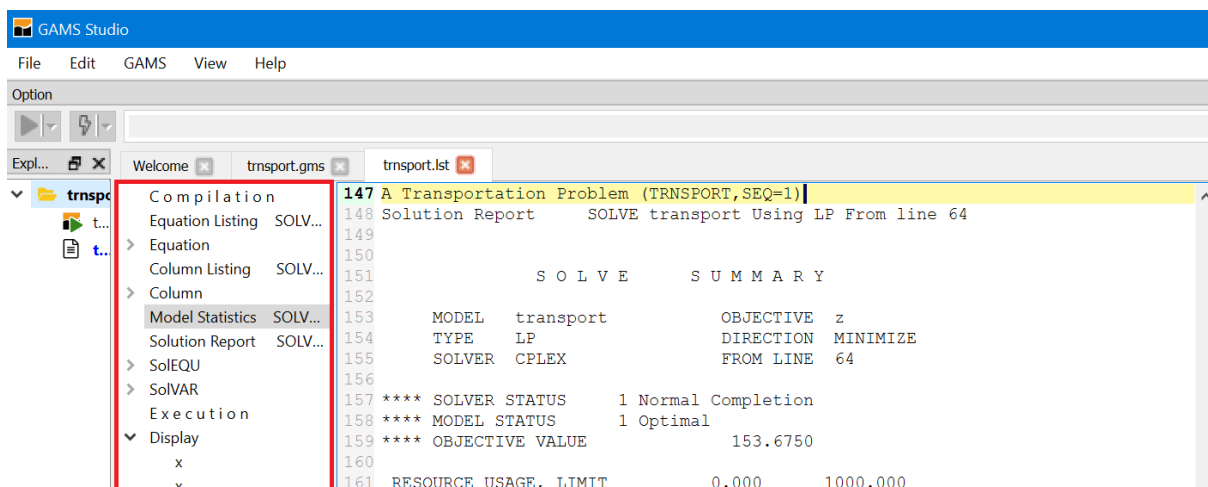 GAMS Studio
File Edit GAMS View Help
Option
Expl... Welcome trnsport.gms trnsport.lst
trnspo
t...
t...
C o m p i l a t i o n
Equation Listing SOLV...
Equation
Column Listing SOLV...
Column
Model Statistics SOLV...
Solution Report SOLV...
SolEQU
SolVAR
E x e c u t i o n
Display
x
x
147 A Transportation Problem (TRNSPORT,SEQ=1)
148 Solution Report SOLVE transport Using LP From line 64
149
150
151 S O L V E S U M M A R Y
152
153 MODEL transport OBJECTIVE z
154 TYPE LP DIRECTION MINIMIZE
155 SOLVER CPLEX FROM LINE 64
156
157 **** SOLVER STATUS 1 Normal Completion
158 **** MODEL STATUS 1 Optimal
159 **** OBJECTIVE VALUE 153.6750
160
161 RESOURCE USAGE, LIMIT 0.000 1000.000